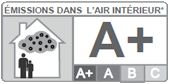 ÉMISSIONS DANS L'AIR INTÉRIEUR*
A+
A+ A B C